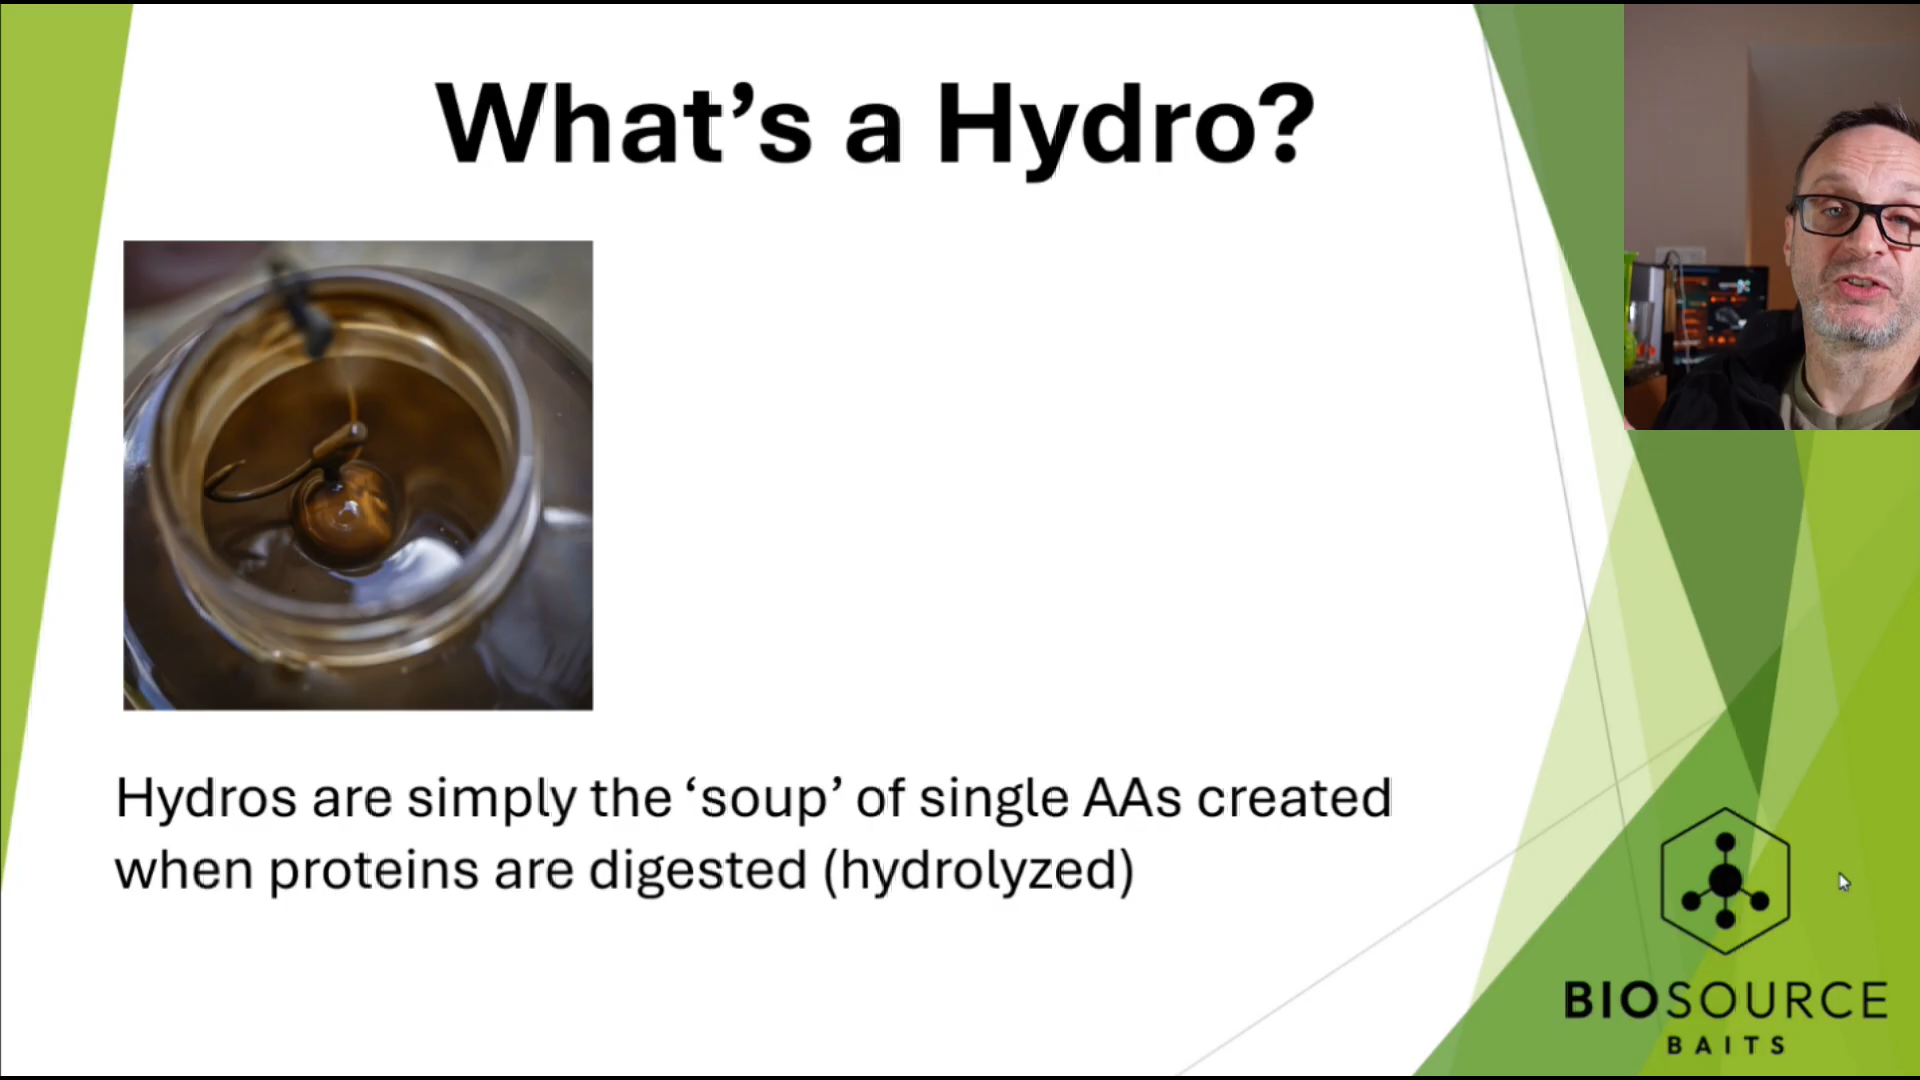 What’s a Hydro?
Hydros are simply the ‘soup’ of single AAs created
when proteins are digested (hydrolyzed)
BIOSOURCE
BAITS